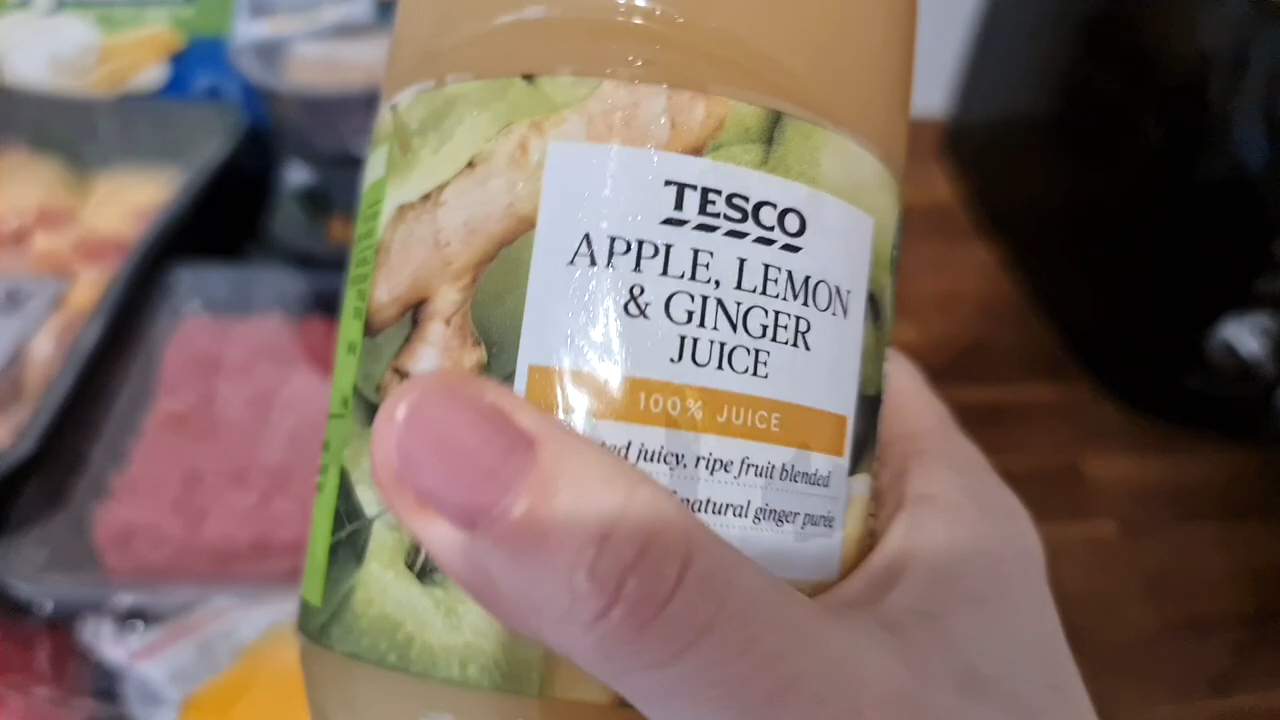 TESCO
APPLE, LEMON
& GINGER
JUICE
100% JUICE
juicy, ripe fruit blended
natural ginger purée